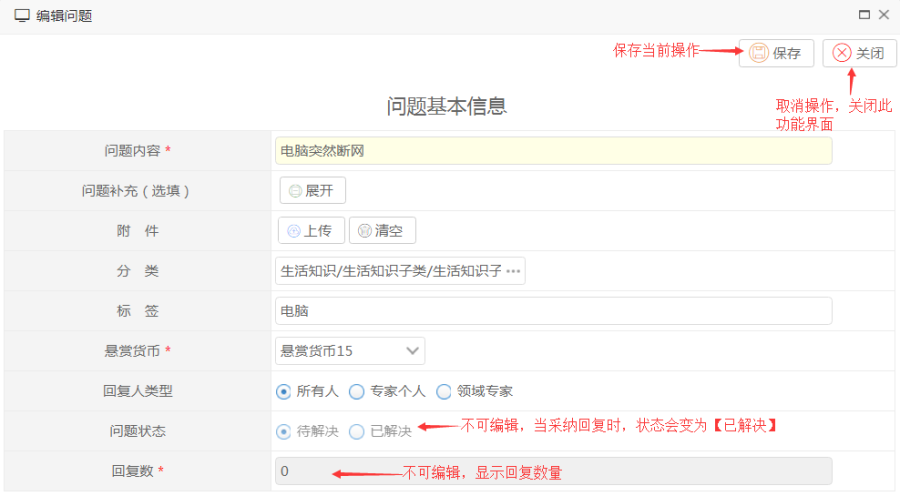 编辑问题
保存当前操作
保存
关闭
取消操作，关闭此
功能界面
问题基本信息
问题内容 *
电脑突然断网
问题补充（选填）
展开
附 件
上传
清空
分 类
生活知识/生活知识子类/生活知识子 •••
标 签
电脑
悬赏货币 *
悬赏货币15
回复人类型
所有人 专家个人 领域专家
问题状态
待解决 已解决
不可编辑，当采纳回复时，状态会变为【已解决】
回复数 *
0
不可编辑，显示回复数量